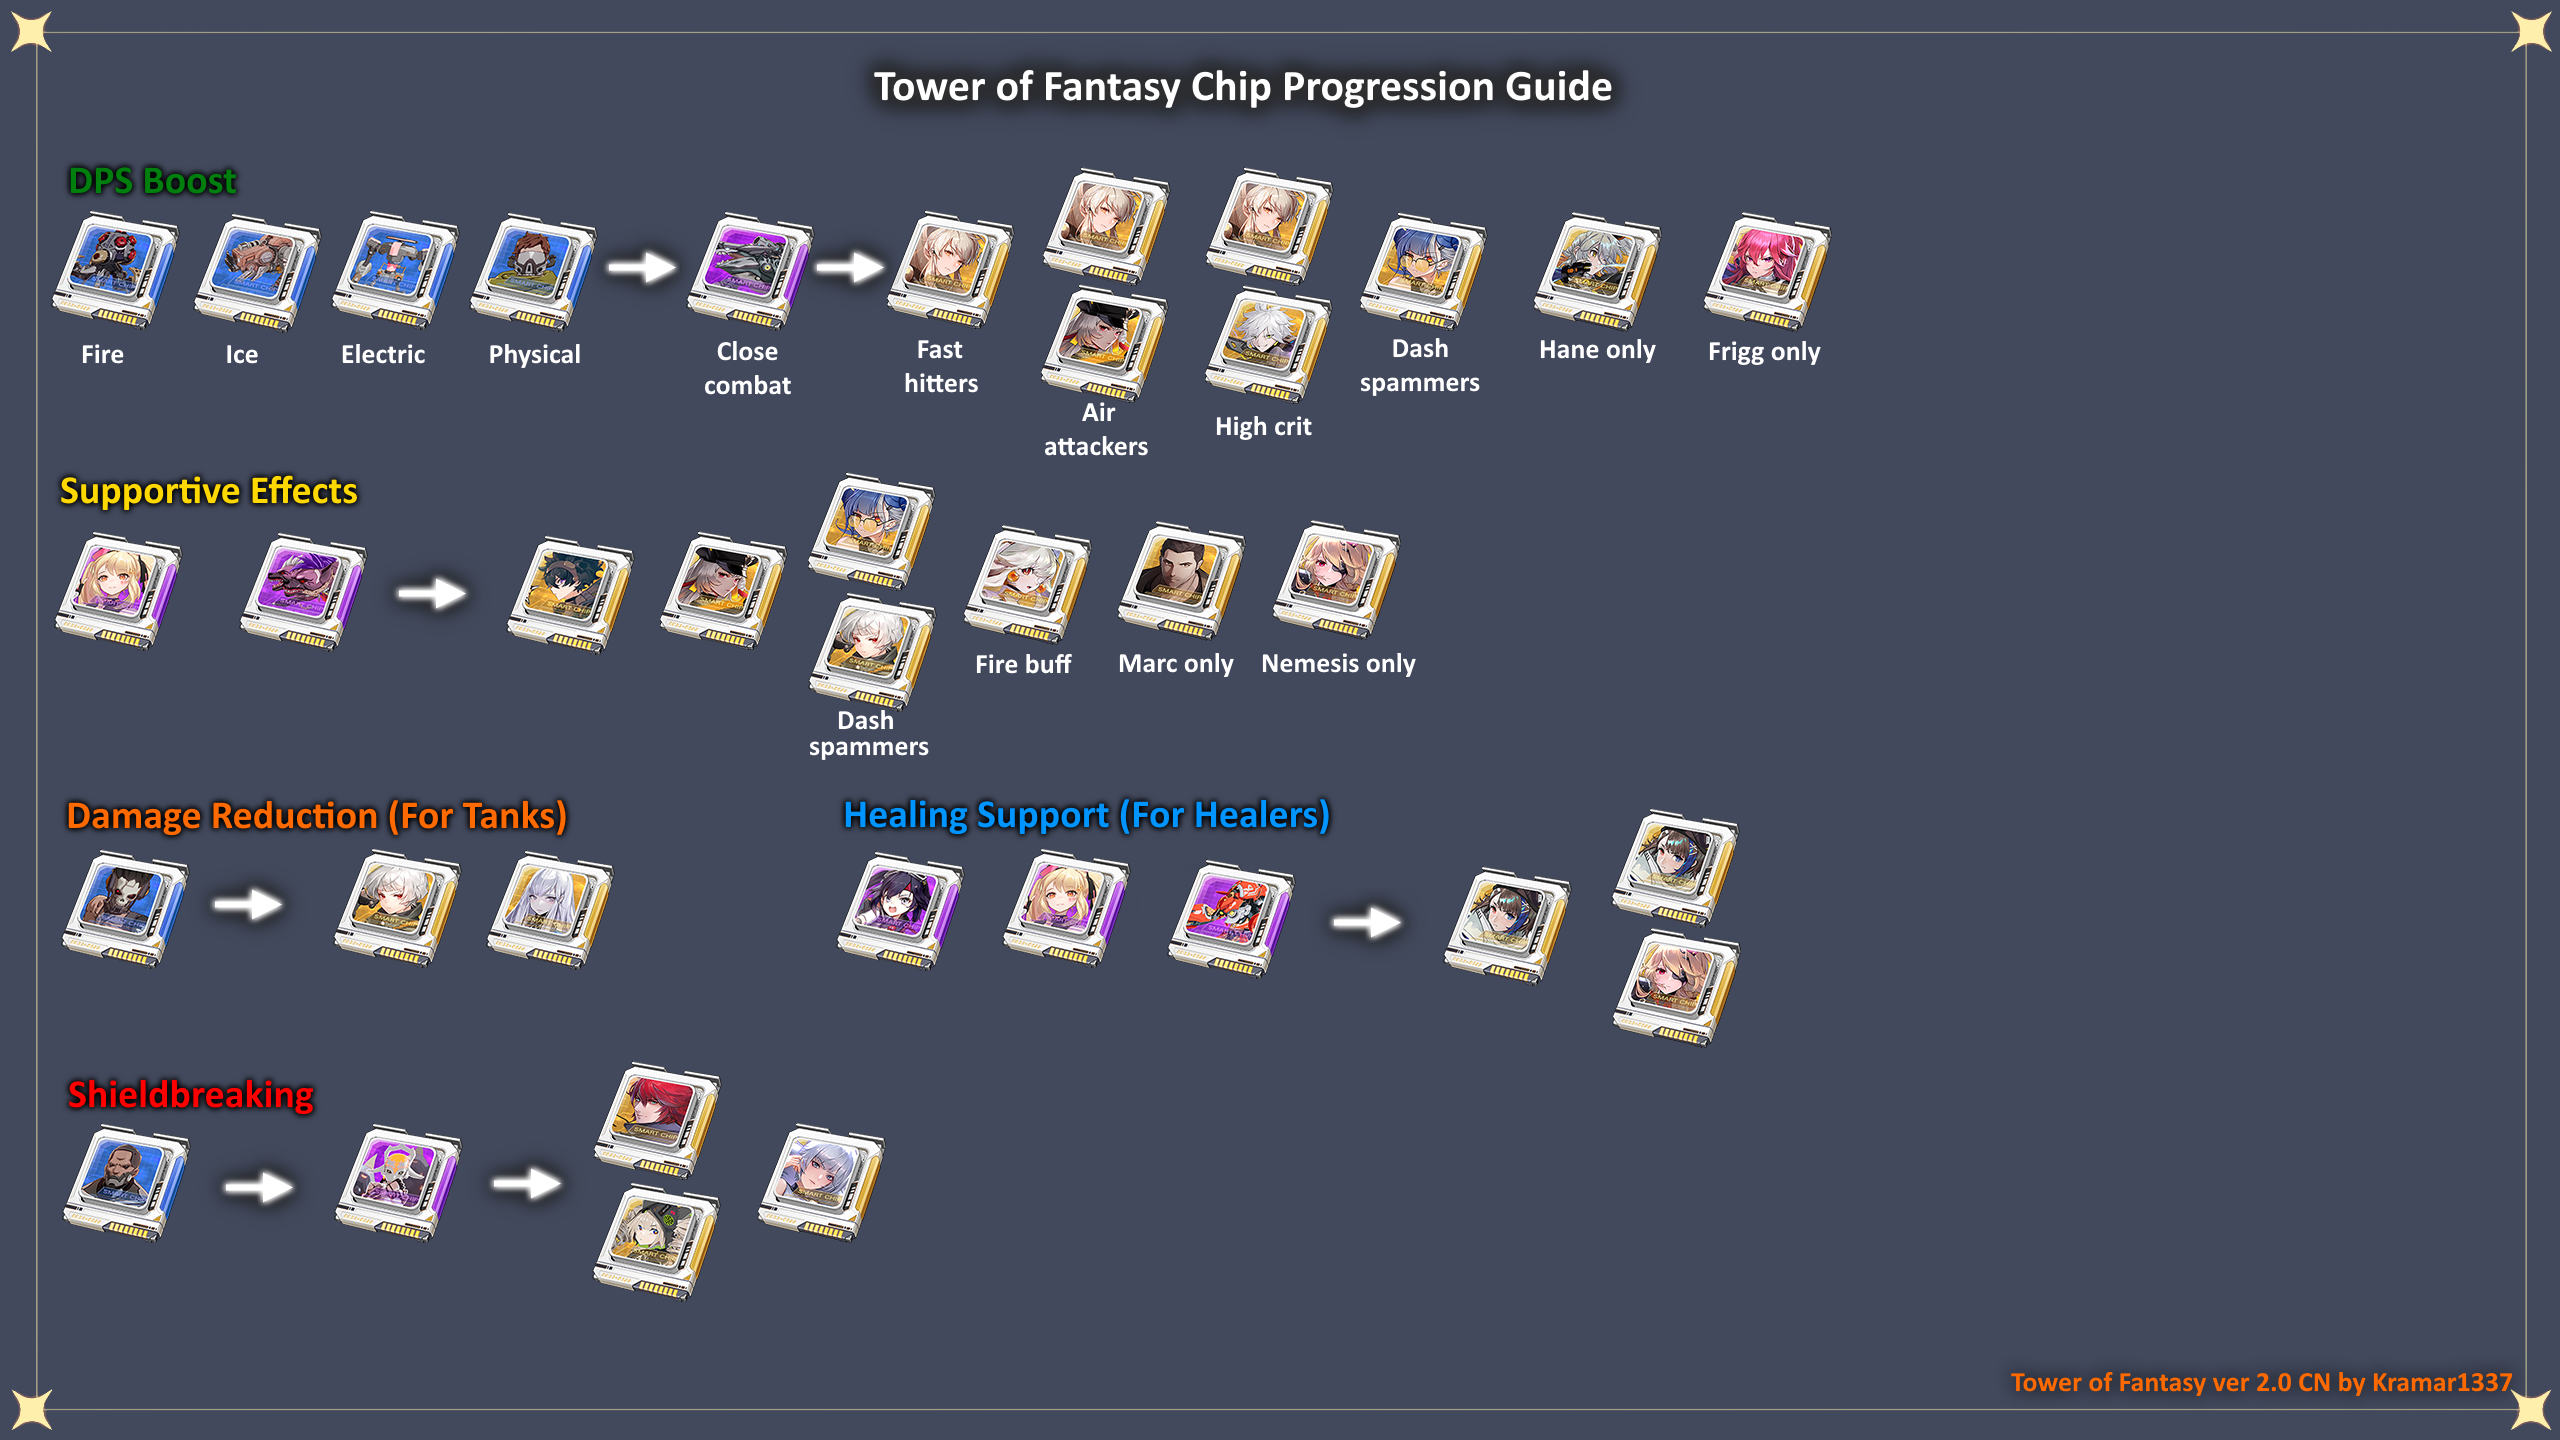 Tower of Fantasy Chip Progression Guide
DPS Boost
Fire
Ice
Electric
Physical
Close
combat
Fast
hitters
Air
attackers
High crit
Dash
spammers
Hane only
Frigg only
Supportive Effects
Dash
spammers
Fire buff
Marc only
Nemesis only
Damage Reduction (For Tanks)
Healing Support (For Healers)
Shieldbreaking
Tower of Fantasy ver 2.0 CN by Kramar1337